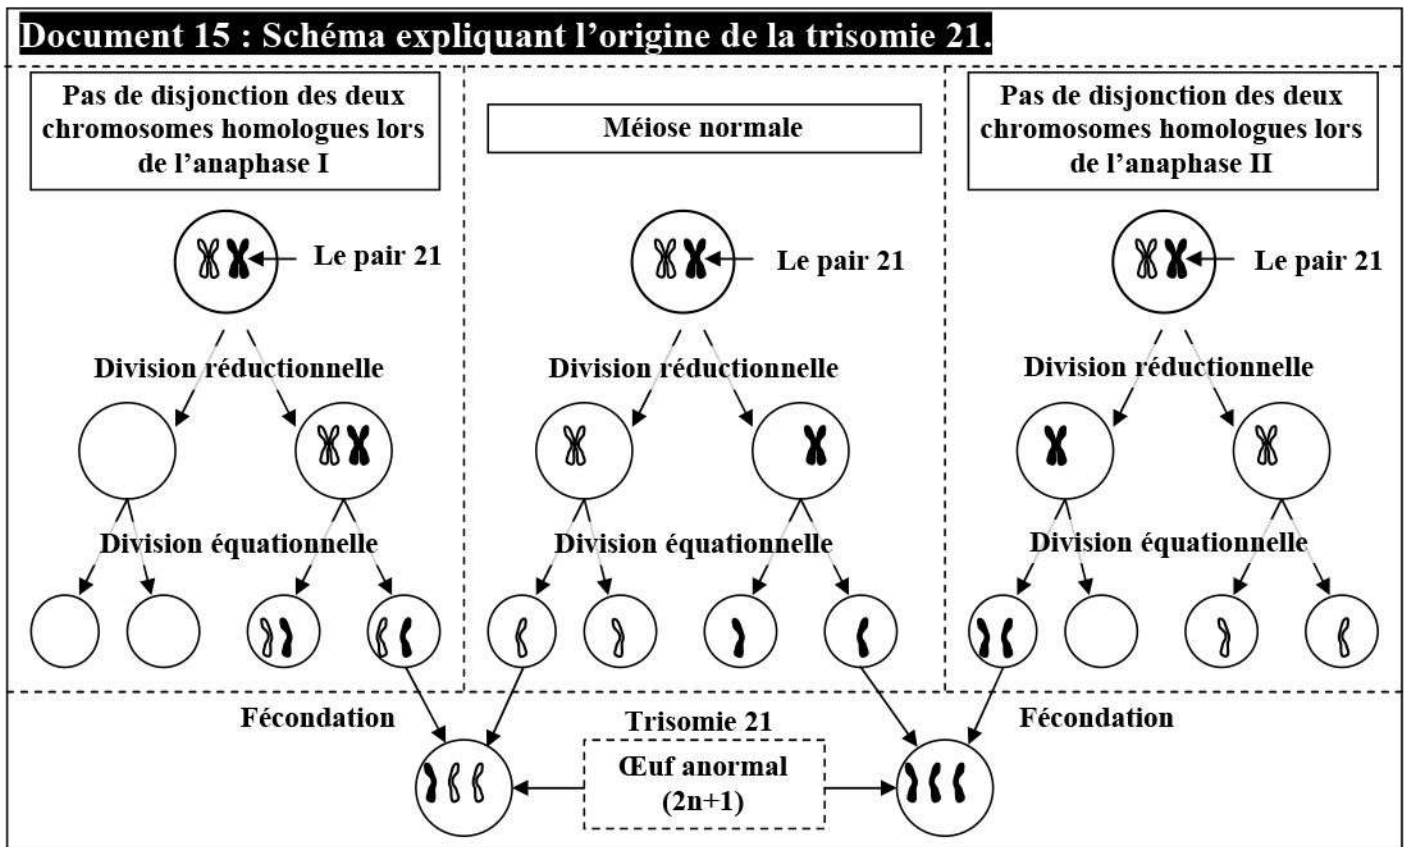 Document 15 : Schéma expliquant l’origine de la trisomie 21.
Pas de disjonction des deux
chromosomes homologues lors
de l’anaphase I
Méiose normale
Pas de disjonction des deux
chromosomes homologues lors
de l’anaphase II
Le pair 21
Le pair 21
Le pair 21
Division réductionnelle
Division réductionnelle
Division réductionnelle
Division équationnelle
Division équationnelle
Division équationnelle
Fécondation
Trisomie 21
Fécondation
Œuf anormal
(2n+1)